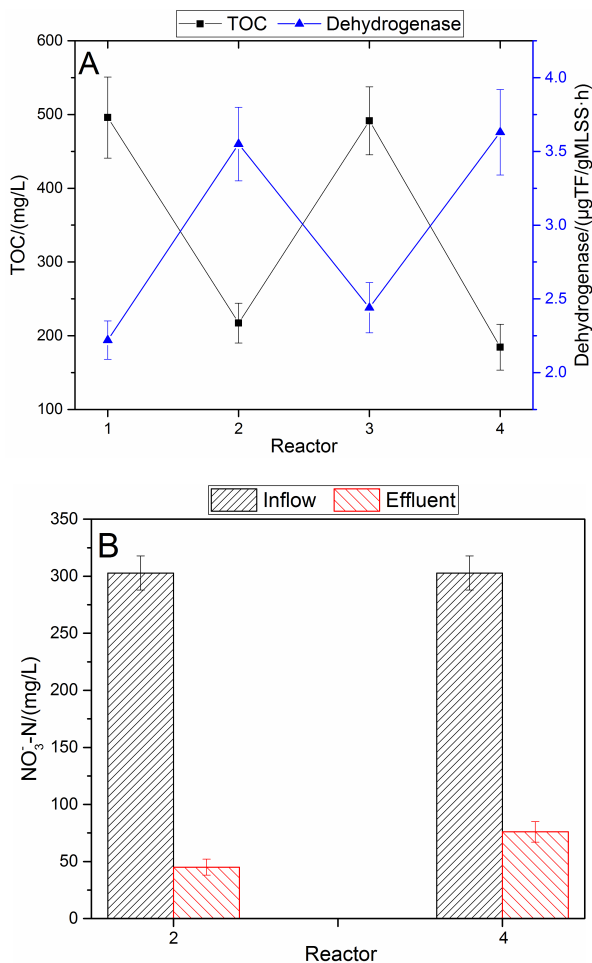 TOC Dehydrogenase
A
600
500
400
300
200
100
TOC/(mg/L)
4.0
3.5
3.0
2.5
2.0
Dehydrogenase/(μgTF/gMLSS·h)
1 2 3 4
Reactor
Inflow Effluent
B
350
300
250
200
150
100
50
0
NO₃⁻-N/(mg/L)
2 4
Reactor